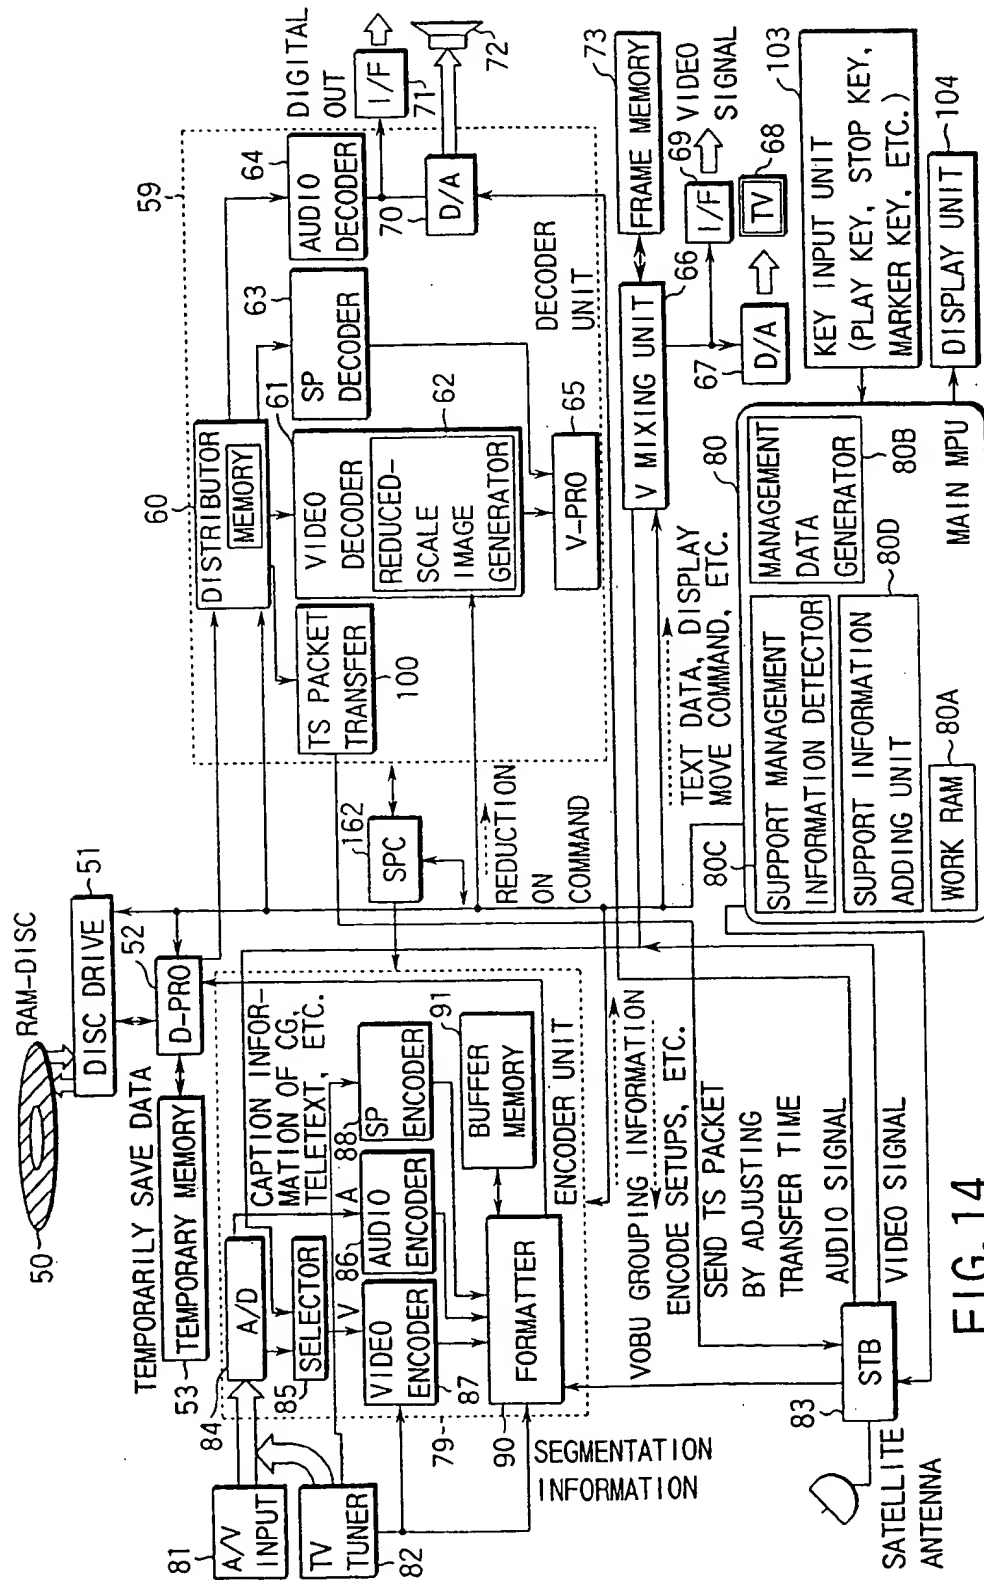 50
RAM-DISC
DISC DRIVE
51
52
D-PRO
TEMPORARILY SAVE DATA
TEMPORARY MEMORY
53
81
A/V
INPUT
TV
TUNER
82
84
A/D
CAPTION INFOR-
MATION OF CG,
TELETEXT, ETC.
SELECTOR
85
V
A
86
AUDIO
ENCODER
88
SP
ENCODER
VIDEO
ENCODER
87
91
BUFFER
MEMORY
FORMATTER
90
79
ENCODER UNIT
SEGMENTATION
INFORMATION
162
SPC
REDUCTION
ON
COMMAND
59
60
DISTRIBUTOR
MEMORY
TS PACKET
TRANSFER
100
61
VIDEO
DECODER
62
REDUCED-
SCALE
IMAGE
GENERATOR
63
SP
DECODER
64
AUDIO
DECODER
65
V-PRO
DECODER
UNIT
70
D/A
DIGITAL
OUT
I/F
71
72
73
FRAME MEMORY
V MIXING UNIT
66
69
I/F
VIDEO
SIGNAL
67
D/A
TV
68
TEXT DATA, DISPLAY
MOVE COMMAND, ETC.
VOBU GROUPING INFORMATION
ENCODE SETUPS, ETC.
SEND TS PACKET
BY ADJUSTING
TRANSFER TIME
AUDIO SIGNAL
VIDEO SIGNAL
83
STB
SATELLITE
ANTENNA
80
80C
SUPPORT MANAGEMENT
INFORMATION DETECTOR
MANAGEMENT
DATA
GENERATOR
80B
SUPPORT INFORMATION
ADDING UNIT
80D
WORK RAM
80A
MAIN MPU
KEY INPUT UNIT
(PLAY KEY, STOP KEY,
MARKER KEY, ETC.)
103
DISPLAY UNIT
104
FIG. 14